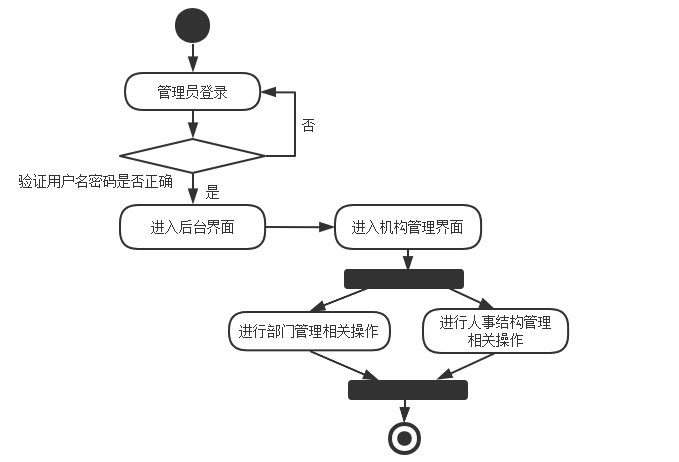 管理员登录
否
验证用户名密码是否正确
是
进入后台界面
进入机构管理界面
进行部门管理相关操作
进行人事结构管理
相关操作